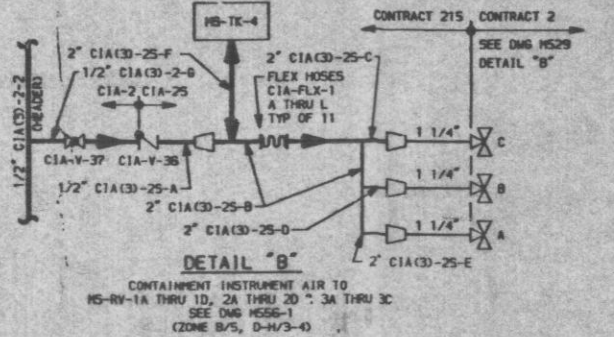 MS-TK-4
CONTRACT 215
CONTRACT 2
SEE DWG M529
DETAIL "B"
2" CIA(3)-2S-F
1/2" CIA(3)-2-G
CIA-2
CIA-2S
2" CIA(3)-2S-C
FLEX HOSES
CIA-FLX-1
A THRU L
TYP OF 11
1/2" CIA(3)-2-2
(HEADER)
CIA-V-37
CIA-V-36
1/2" CIA(3)-2S-A
2" CIA(3)-2S-B
2" CIA(3)-2S-D
2" CIA(3)-2S-E
1 1/4"
C
1 1/4"
B
1 1/4"
A
DETAIL "B"
CONTAINMENT INSTRUMENT AIR TO
MS-RV-1A THRU 1D, 2A THRU 2D 3A THRU 3C
SEE DWG M556-1
(ZONE B/5, D-H/3-4)